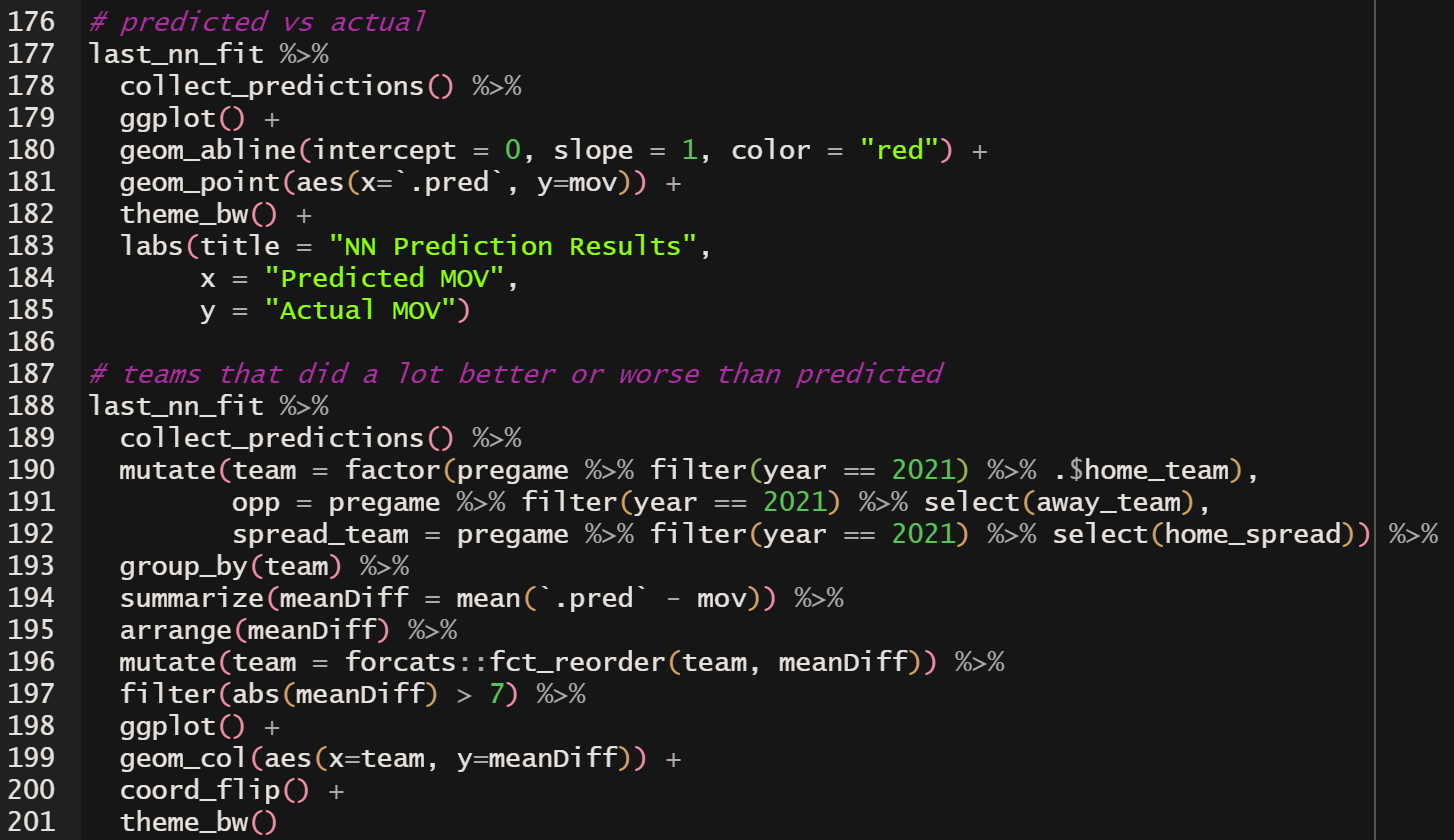 176 # predicted vs actual
177 last_nn_fit %>%
178   collect_predictions() %>%
179   ggplot() +
180   geom_abline(intercept = 0, slope = 1, color = "red") +
181   geom_point(aes(x=`.pred`, y=mov)) +
182   theme_bw() +
183   labs(title = "NN Prediction Results",
184        x = "Predicted MOV",
185        y = "Actual MOV")
186
187 # teams that did a lot better or worse than predicted
188 last_nn_fit %>%
189   collect_predictions() %>%
190   mutate(team = factor(pregame %>% filter(year == 2021) %>% .$home_team),
191          opp = pregame %>% filter(year == 2021) %>% select(away_team),
192          spread_team = pregame %>% filter(year == 2021) %>% select(home_spread)) %>%
193   group_by(team) %>%
194   summarize(meanDiff = mean(`.pred` - mov)) %>%
195   arrange(meanDiff) %>%
196   mutate(team = forcats::fct_reorder(team, meanDiff)) %>%
197   filter(abs(meanDiff) > 7) %>%
198   ggplot() +
199   geom_col(aes(x=team, y=meanDiff)) +
200   coord_flip() +
201   theme_bw()